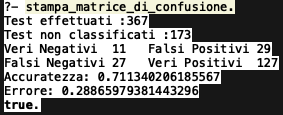 ?- stampa_matrice_di_confusione.
Test effettuati :367
Test non classificati :173
Veri Negativi  11   Falsi Positivi 29
Falsi Negativi 27   Veri Positivi  127
Accuratezza: 0.711340206185567
Errore: 0.28865979381443296
true.